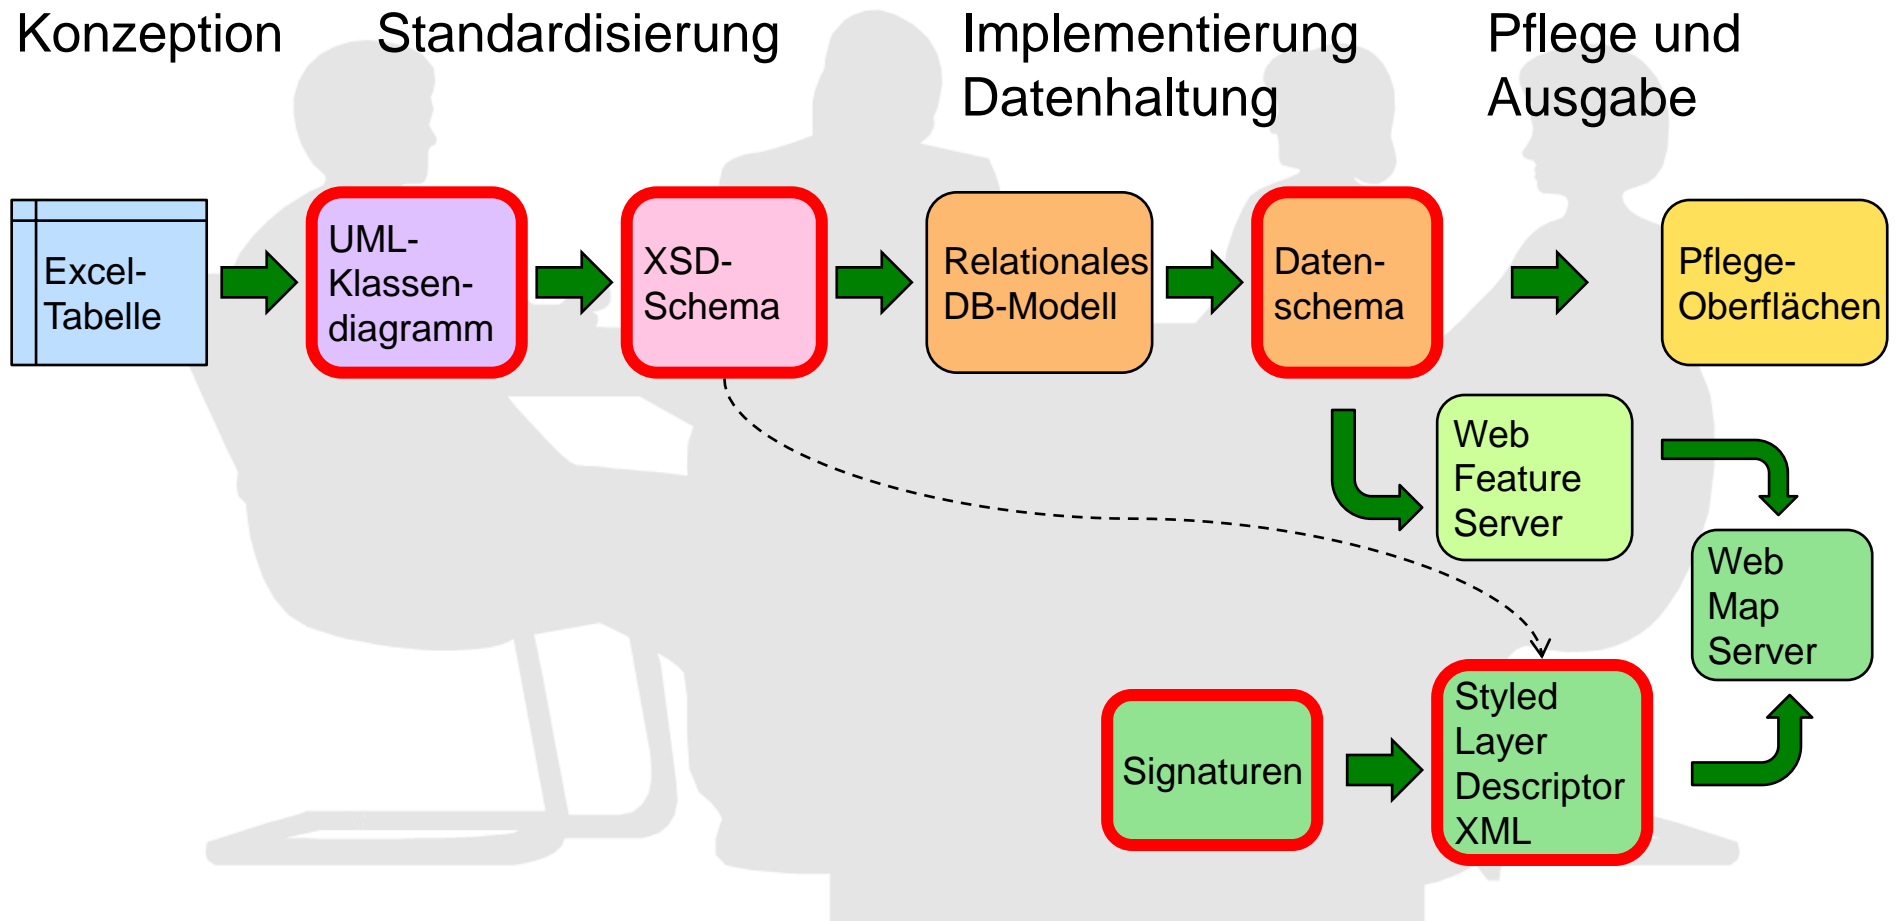 Konzeption
Standardisierung
Implementierung
Datenhaltung
Pflege und
Ausgabe
Excel-
Tabelle
UML-
Klassen-
diagramm
XSD-
Schema
Relationales
DB-Modell
Daten-
schema
Pflege-
Oberflächen
Web
Feature
Server
Web
Map
Server
Signaturen
Styled
Layer
Descriptor
XML